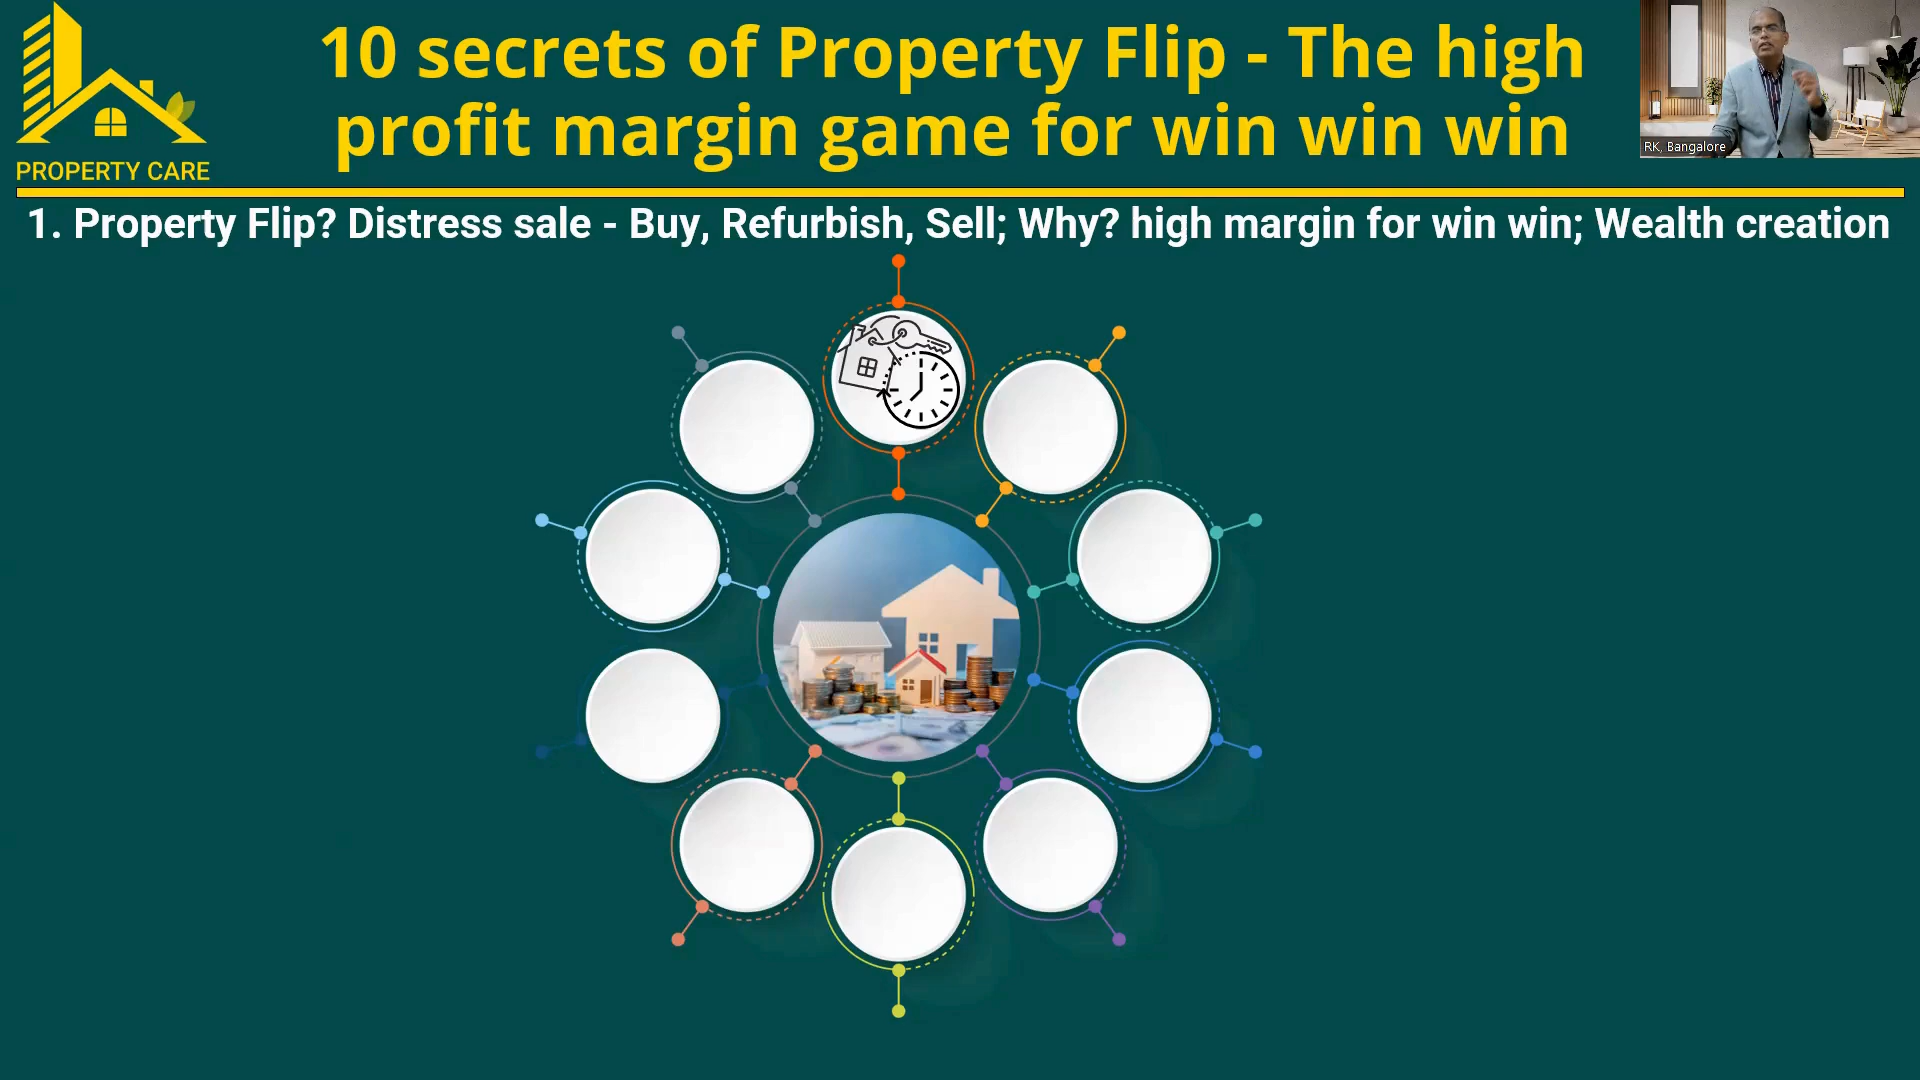 10 secrets of Property Flip - The high
profit margin game for win win win
PROPERTY CARE
RK, Bangalore
1. Property Flip? Distress sale - Buy, Refurbish, Sell; Why? high margin for win win; Wealth creation